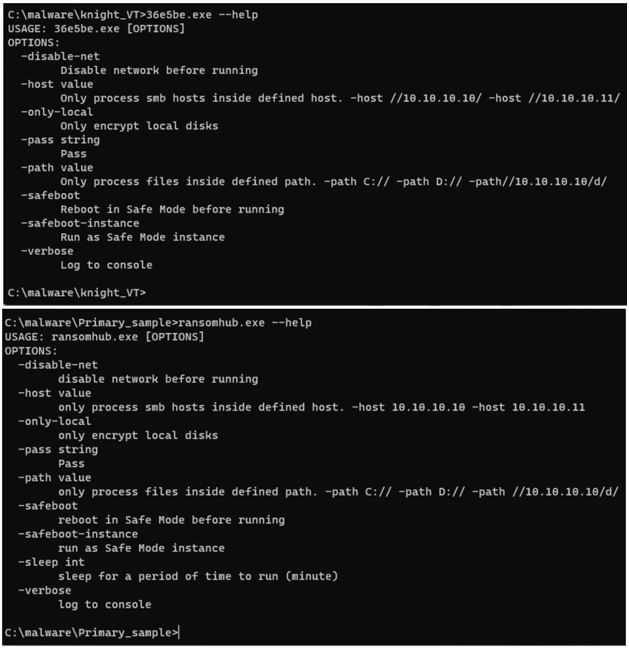 C:\malware\knight_VT>36e5be.exe --help
USAGE: 36e5be.exe [OPTIONS]
OPTIONS:
-disable-net
Disable network before running
-host value
Only process smb hosts inside defined host. -host //10.10.10.10/ -host //10.10.10.11/
-only-local
Only encrypt local disks
-pass string
Pass
-path value
Only process files inside defined path. -path C:// -path D:// -path//10.10.10.10/d/
-safeboot
Reboot in Safe Mode before running
-safeboot-instance
Run as Safe Mode instance
-verbose
Log to console
C:\malware\knight_VT>
C:\malware\Primary_sample>ransomhub.exe --help
USAGE: ransomhub.exe [OPTIONS]
OPTIONS:
-disable-net
disable network before running
-host value
only process smb hosts inside defined host. -host 10.10.10.10 -host 10.10.10.11
-only-local
only encrypt local disks
-pass string
Pass
-path value
only process files inside defined path. -path C:// -path D:// -path //10.10.10.10/d/
-safeboot
reboot in Safe Mode before running
-safeboot-instance
run as Safe Mode instance
-sleep int
sleep for a period of time to run (minute)
-verbose
log to console
C:\malware\Primary_sample>